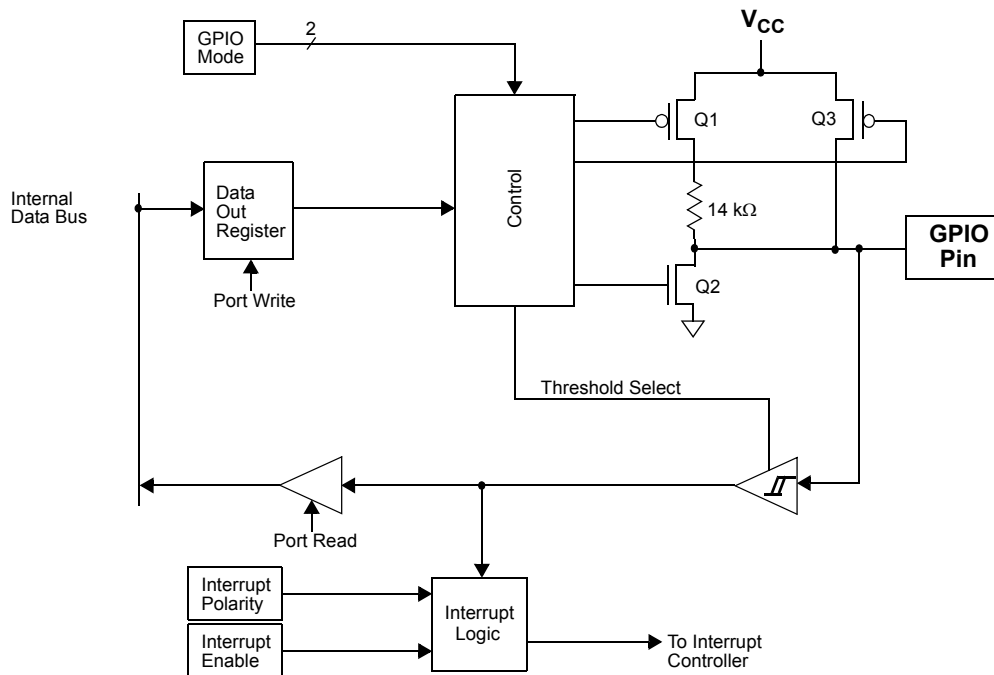 V_CC
2
GPIO
Mode
Q1
Q3
Control
Internal
Data Bus
Data
Out
Register
14 kΩ
GPIO
Pin
Port Write
Q2
Threshold Select
Port Read
Interrupt
Polarity
Interrupt
Logic
Interrupt
Enable
To Interrupt
Controller